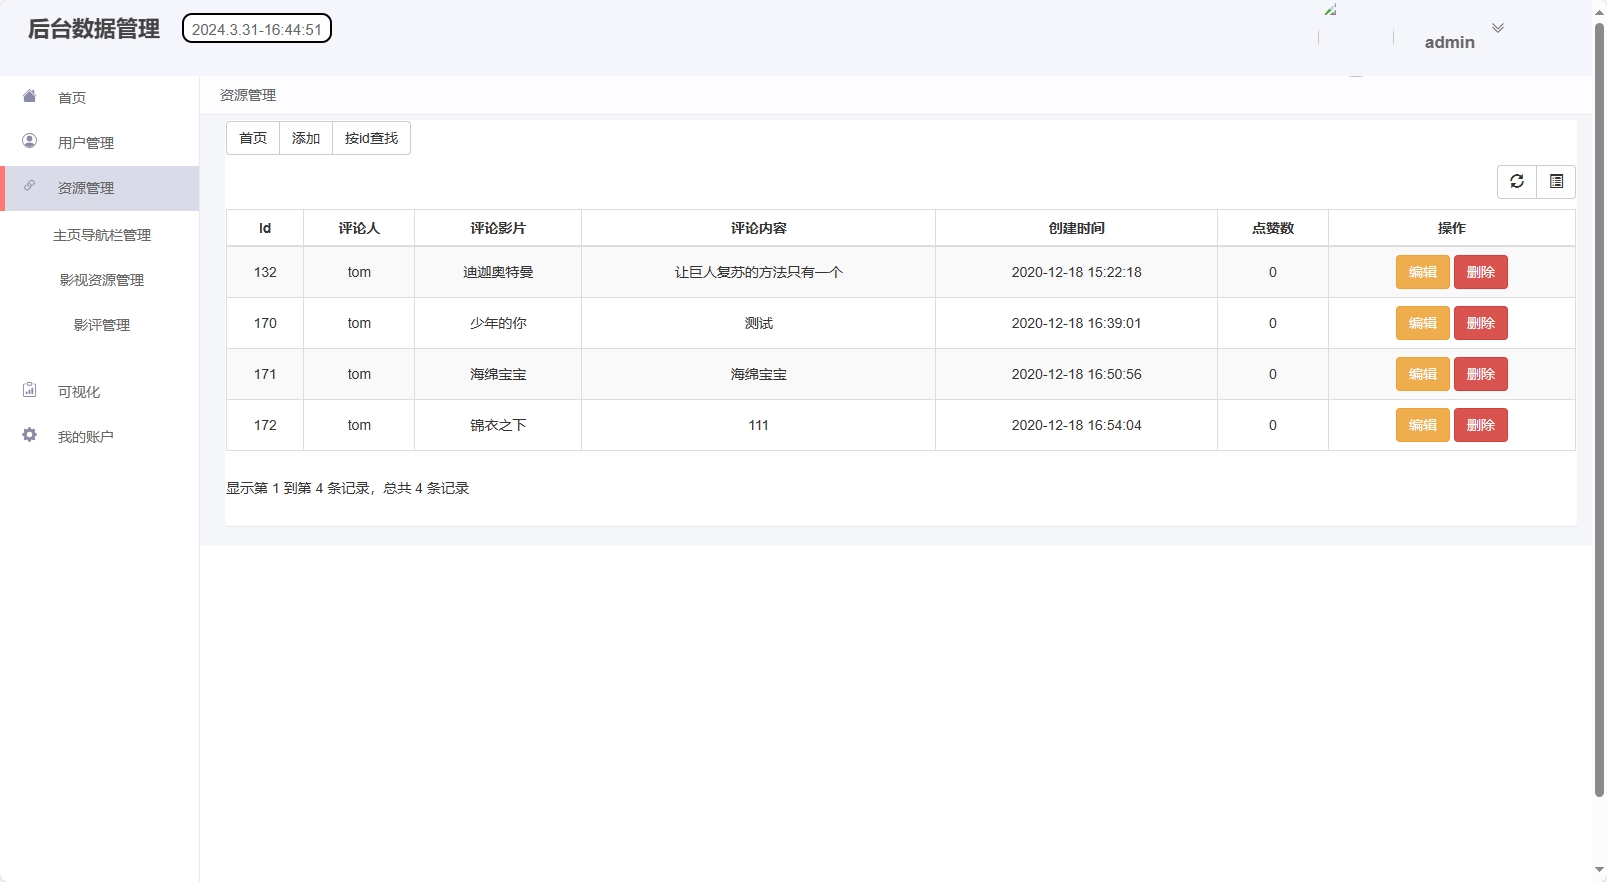 后台数据管理 2024.3.31-16:44:51
admin
首页
用户管理
资源管理
主页导航栏管理
影视资源管理
影评管理
可视化
我的账户
资源管理
首页 添加 按id查找
Id 评论人 评论影片 评论内容 创建时间 点赞数 操作
132 tom 迪迦奥特曼 让巨人复苏的方法只有一个 2020-12-18 15:22:18 0 编辑 删除
170 tom 少年的你 测试 2020-12-18 16:39:01 0 编辑 删除
171 tom 海绵宝宝 海绵宝宝 2020-12-18 16:50:56 0 编辑 删除
172 tom 锦衣之下 111 2020-12-18 16:54:04 0 编辑 删除
显示第 1 到第 4 条记录，总共 4 条记录